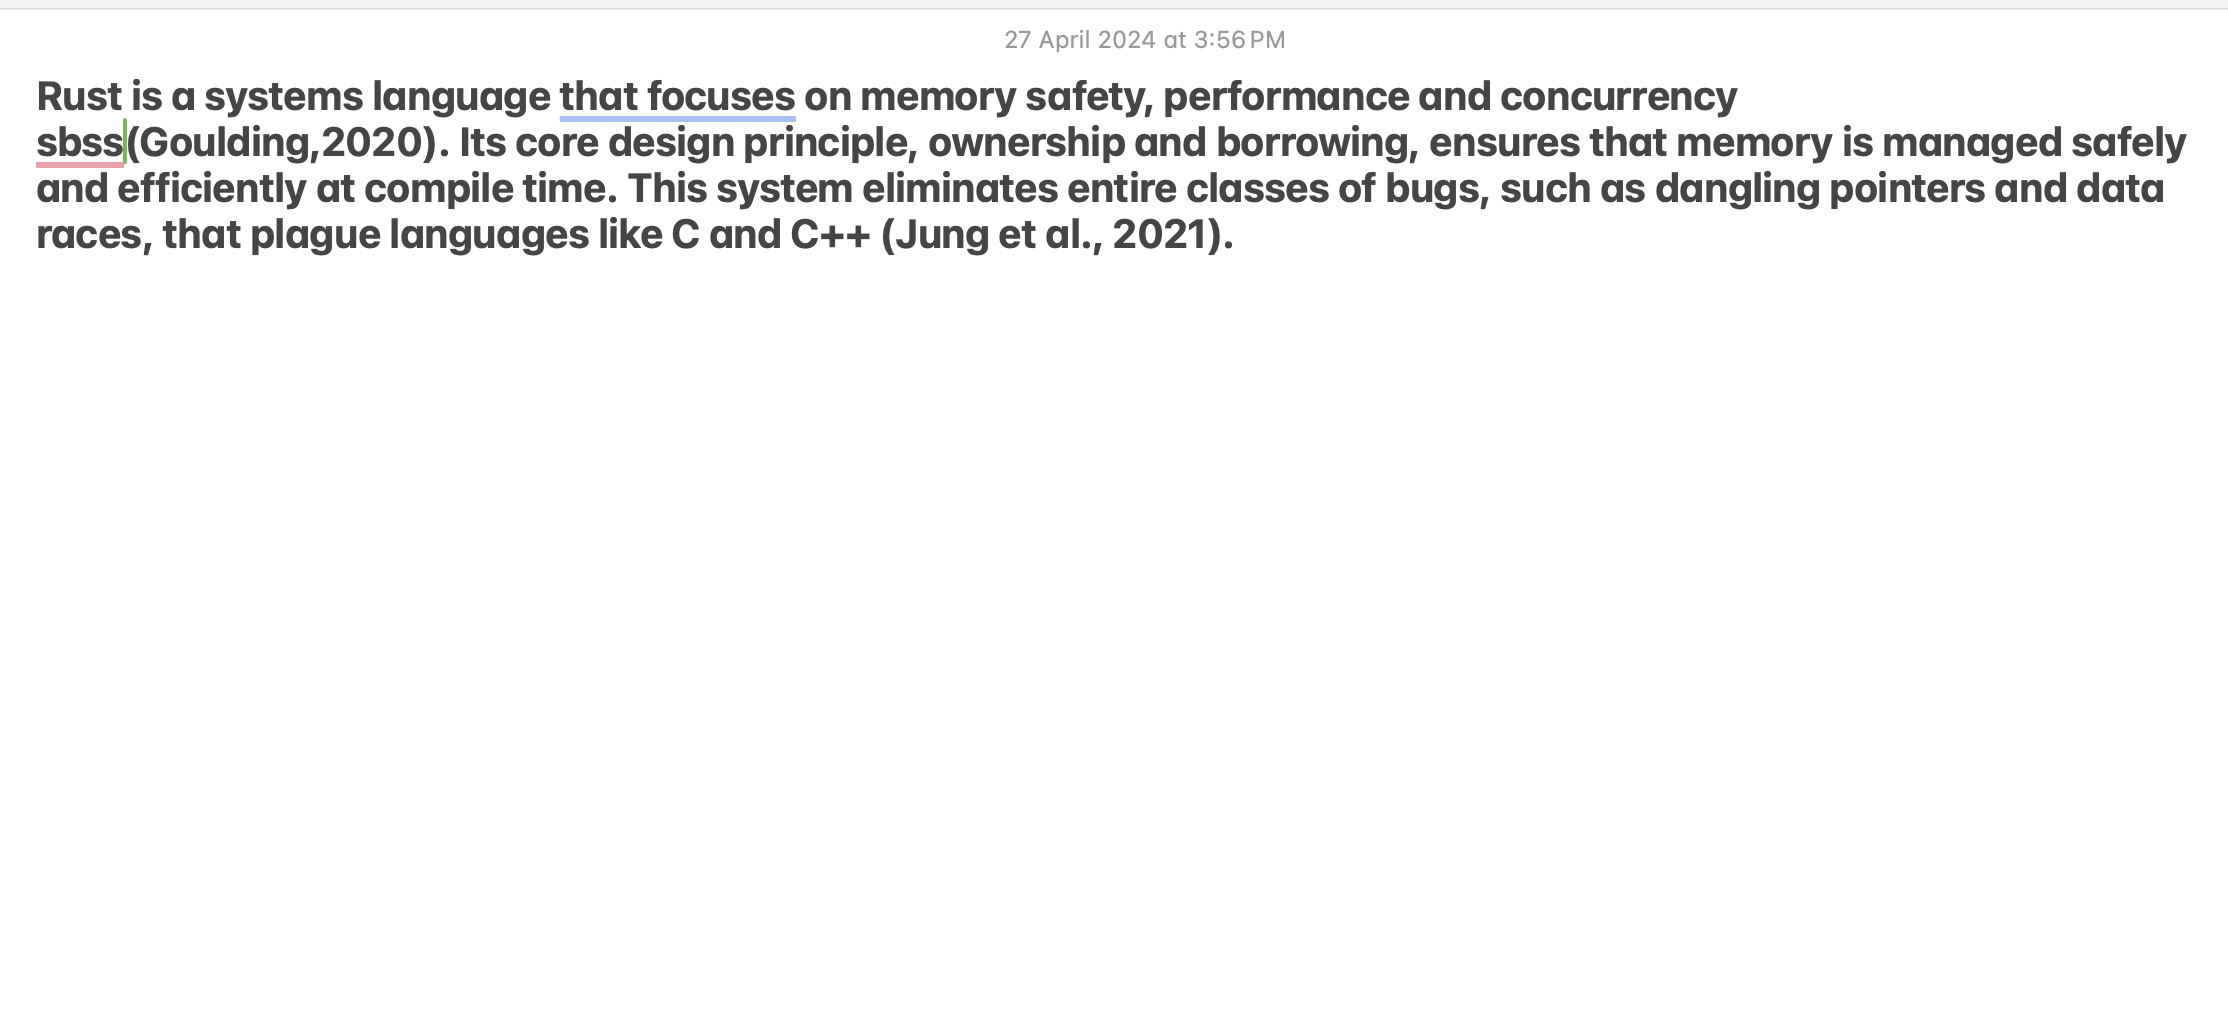 27 April 2024 at 3:56 PM
Rust is a systems language that focuses on memory safety, performance and concurrency
sbss(Goulding,2020). Its core design principle, ownership and borrowing, ensures that memory is managed safely
and efficiently at compile time. This system eliminates entire classes of bugs, such as dangling pointers and data
races, that plague languages like C and C++ (Jung et al., 2021).